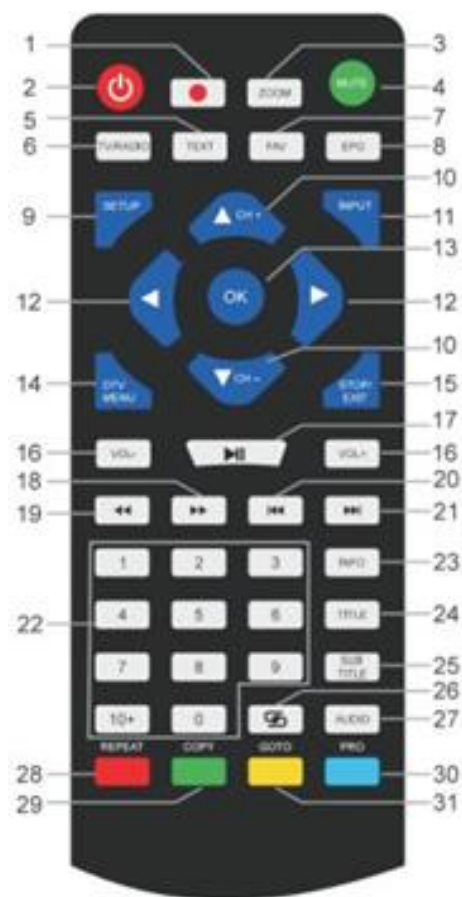 1 3
2 ZOOM MUTE 4
5 7
6 TV/RADIO TEXT FAV EPG 8
9 SETUP CH+ INPUT 10
11
13
12 OK 12
10
14 DTV MENU CH- STOP/ EXIT 15
17
16 VOL- VOL+ 16
18 20
19 21
1 2 3 INFO 23
22 4 5 6 TITLE 24
7 8 9 SUB TITLE 25
26
10+ 0 AUDIO 27
REPEAT COPY GOTO PRO
28 30
29 31